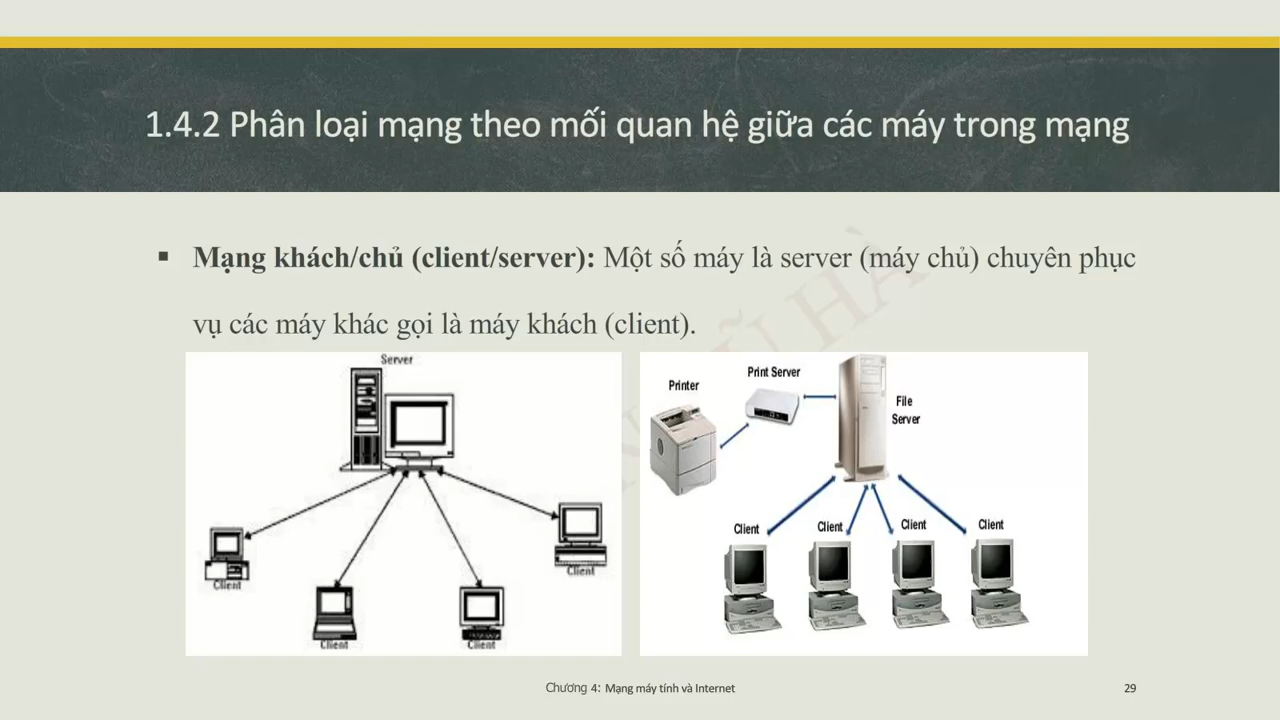 1.4.2 Phân loại mạng theo mối quan hệ giữa các máy trong mạng
▪ Mạng khách/chủ (client/server): Một số máy là server (máy chủ) chuyên phục
vụ các máy khác gọi là máy khách (client).
Server
Client
Client
Client
Client
Printer
Print Server
File
Server
Client
Client
Client
Client
Chương 4: Mạng máy tính và Internet
29